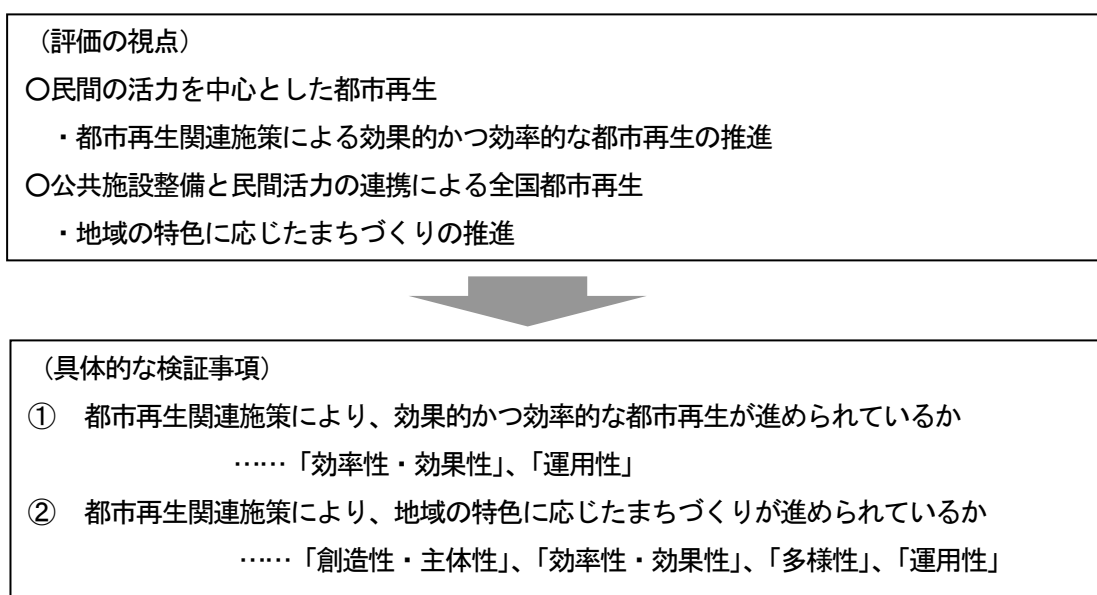 （評価の視点）
〇民間の活力を中心とした都市再生
・都市再生関連施策による効果的かつ効率的な都市再生の推進
〇公共施設整備と民間活力の連携による全国都市再生
・地域の特色に応じたまちづくりの推進
（具体的な検証事項）
① 都市再生関連施策により、効果的かつ効率的な都市再生が進められているか
……「効率性・効果性」、「運用性」
② 都市再生関連施策により、地域の特色に応じたまちづくりが進められているか
……「創造性・主体性」、「効率性・効果性」、「多様性」、「運用性」